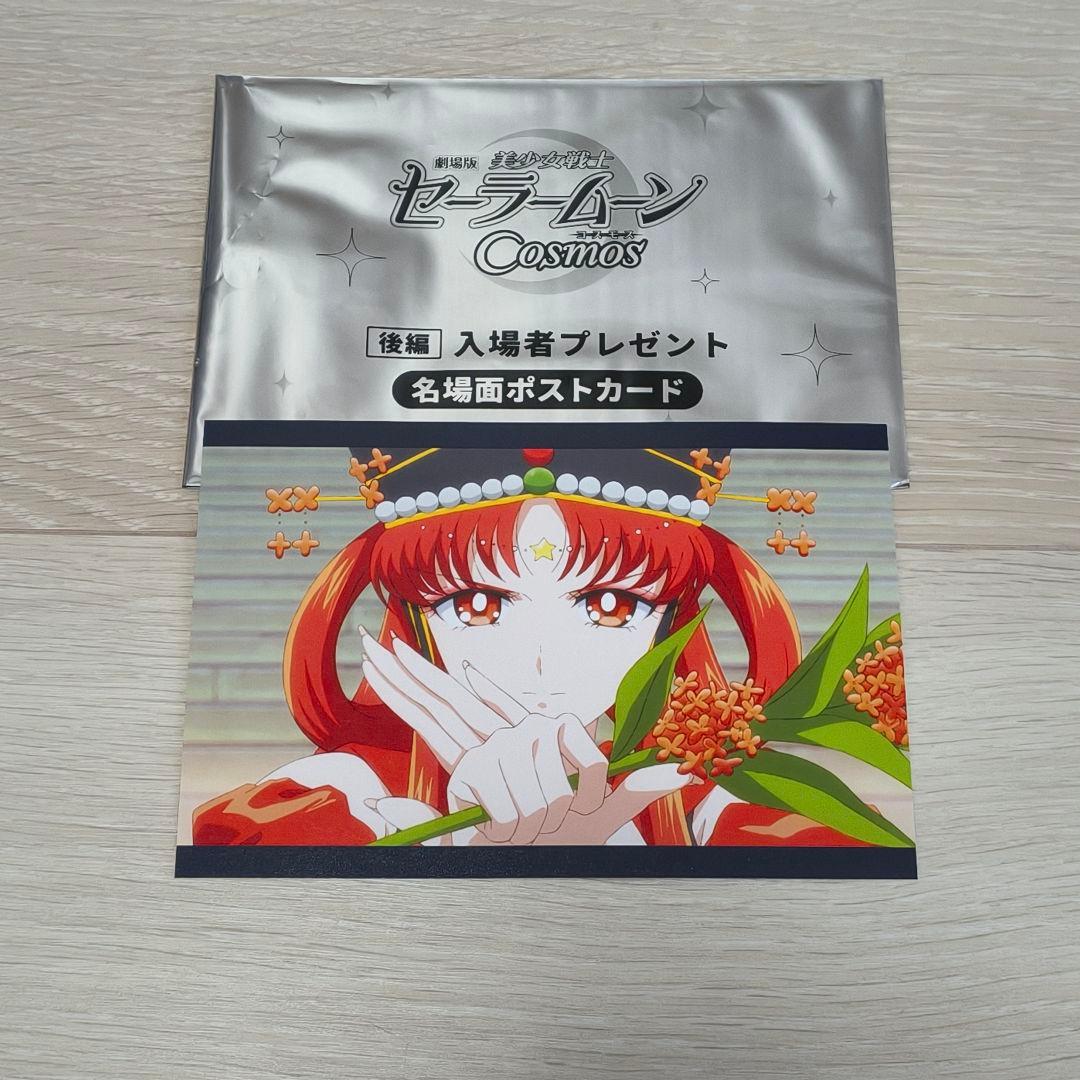 劇場版 美少女戦士
セーラームーン
コスモス
Cosmos
後編 入場者プレゼント
名場面ポストカード